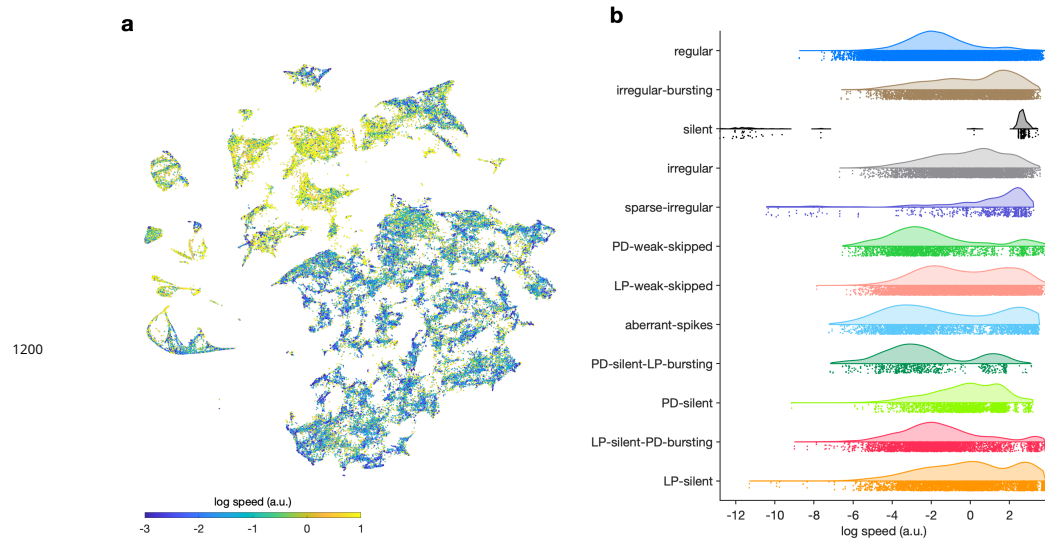 a
1200
log speed (a.u.)
-3 -2 -1 0 1
b
regular
irregular-bursting
silent
irregular
sparse-irregular
PD-weak-skipped
LP-weak-skipped
aberrant-spikes
PD-silent-LP-bursting
PD-silent
LP-silent-PD-bursting
LP-silent
-12 -10 -8 -6 -4 -2 0 2
log speed (a.u.)